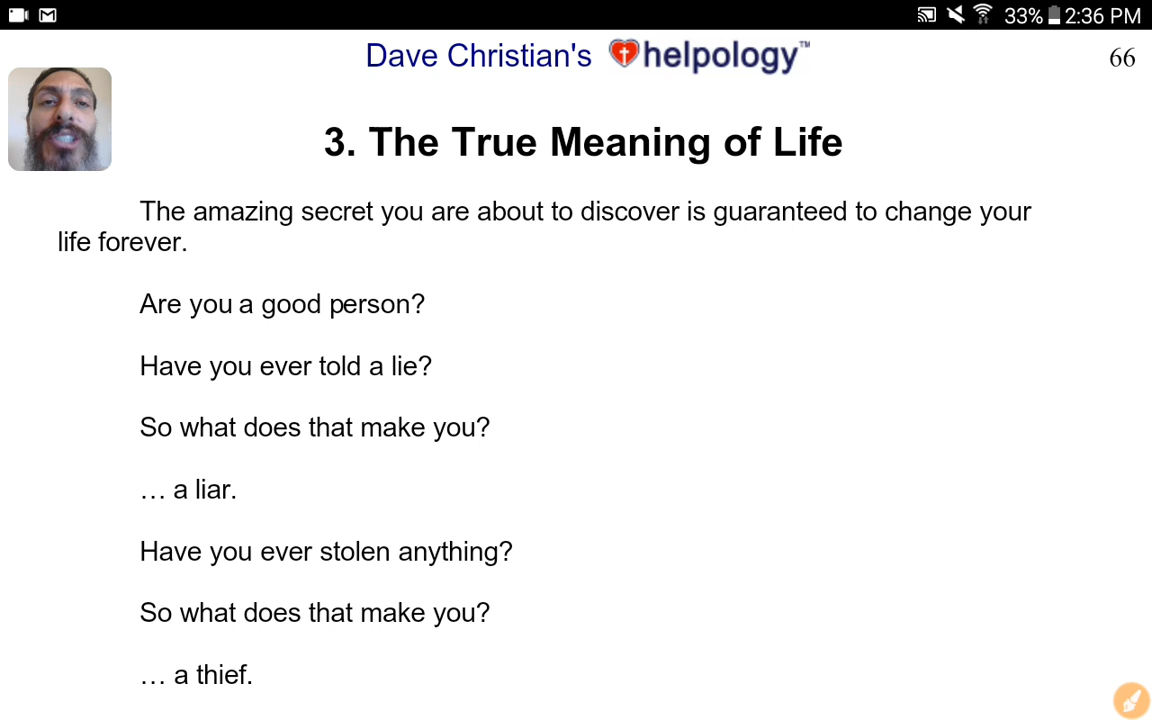 33% 2:36 PM
Dave Christian's helpology™ 66
3. The True Meaning of Life
The amazing secret you are about to discover is guaranteed to change your
life forever.
Are you a good person?
Have you ever told a lie?
So what does that make you?
… a liar.
Have you ever stolen anything?
So what does that make you?
… a thief.